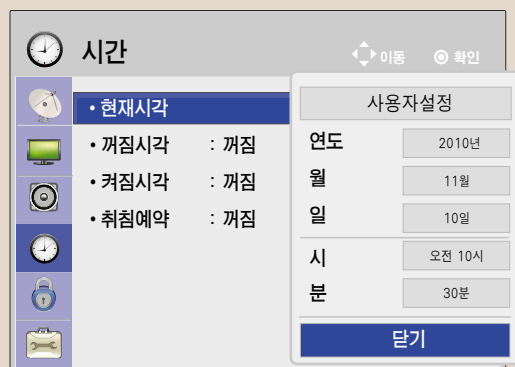 시간
이동 확인
• 현재시각
• 꺼짐시각 : 꺼짐
• 켜짐시각 : 꺼짐
• 취침예약 : 꺼짐
사용자설정
연도 2010년
월 11월
일 10일
시 오전 10시
분 30분
닫기